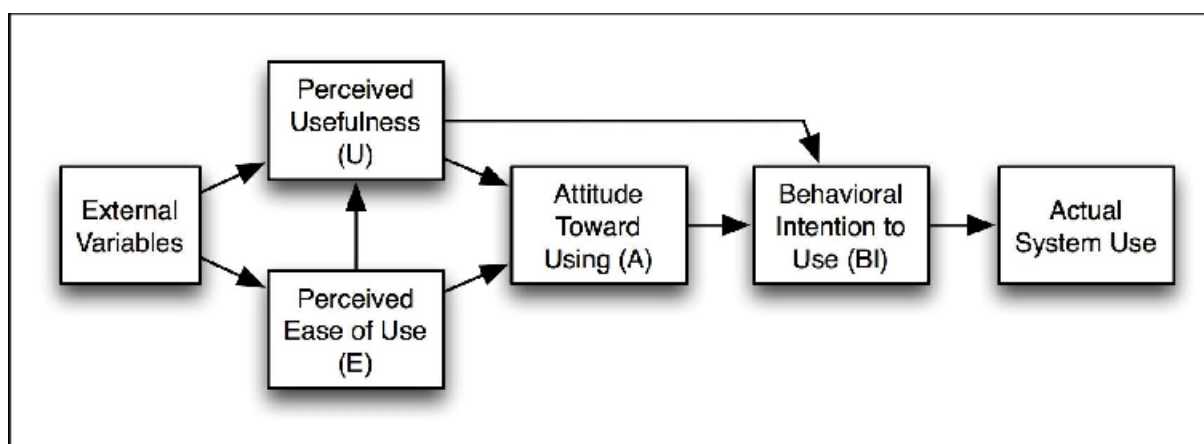 External
Variables
Perceived
Usefulness
(U)
Perceived
Ease of Use
(E)
Attitude
Toward
Using (A)
Behavioral
Intention to
Use (BI)
Actual
System Use